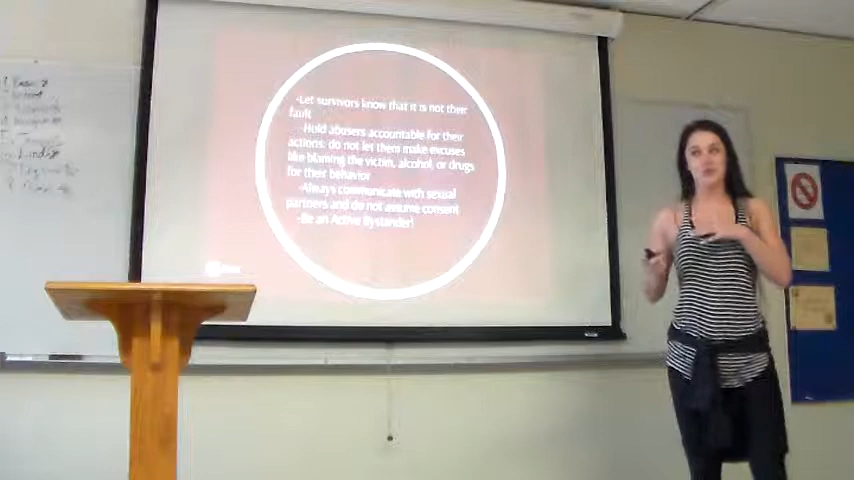 -Let survivors know that it is not their
fault
-Hold abusers accountable for their
actions, do not let them make excuses
like blaming the victim, alcohol, or drugs
for their behavior
-Always communicate with sexual
partners and do not assume consent
-Be an Active Bystander!